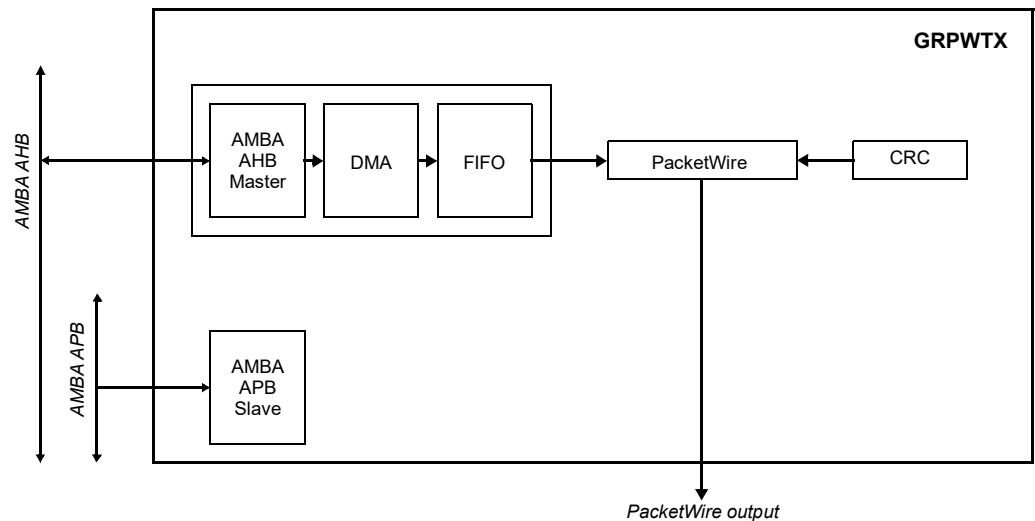 GRPWTX
AMBA AHB
AMBA
AHB
Master
DMA
FIFO
PacketWire
CRC
AMBA APB
AMBA
APB
Slave
PacketWire output